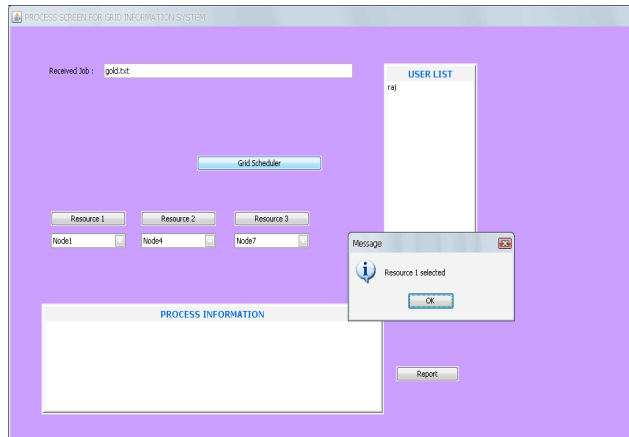 PROCESS SCREEN FOR GRID INFORMATION SYSTEM
Received Job : gold.txt
USER LIST
raj
Grid Scheduler
Resource 1 Resource 2 Resource 3
Node1 Node4 Node7
Message
Resource 1 selected
OK
PROCESS INFORMATION
Report